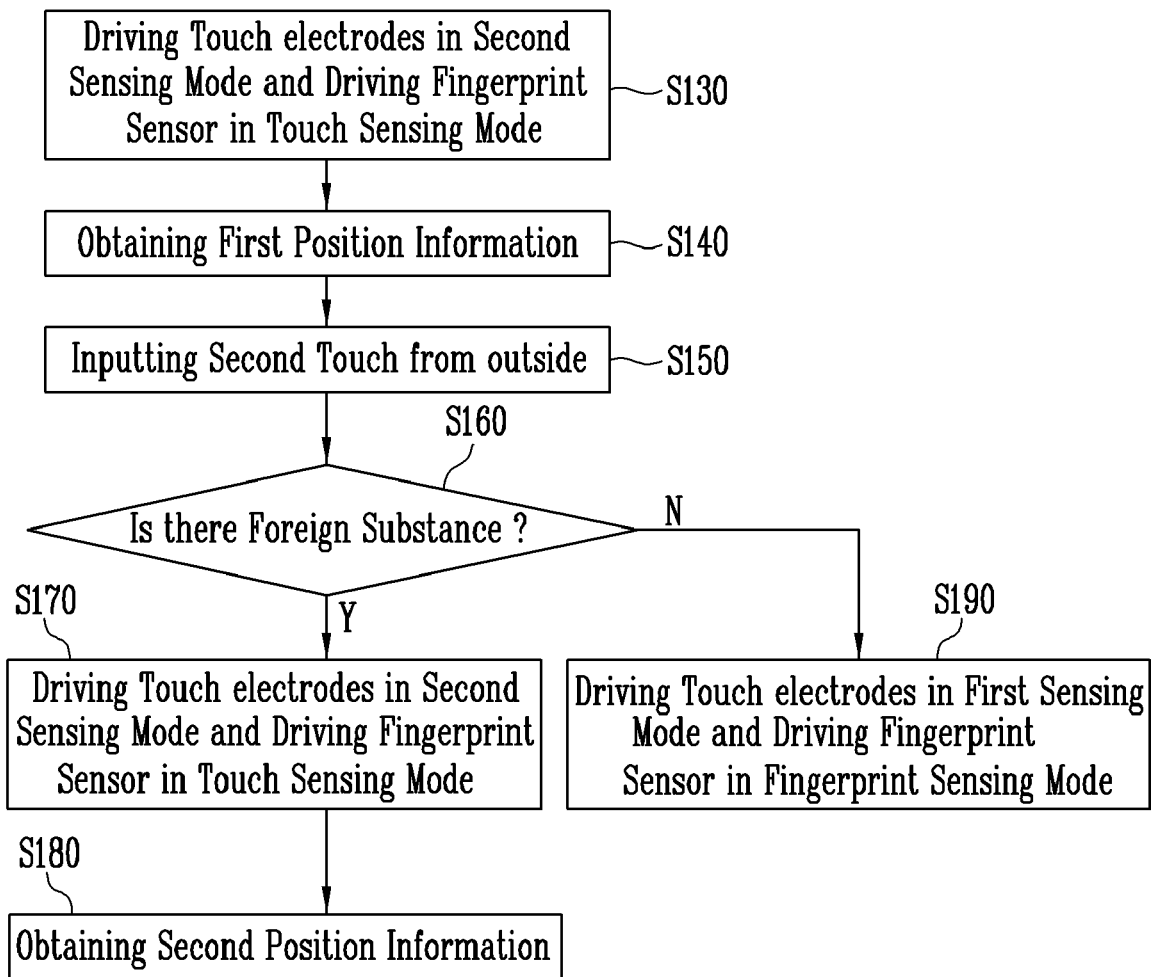 Driving Touch electrodes in Second
Sensing Mode and Driving Fingerprint
Sensor in Touch Sensing Mode
S130
Obtaining First Position Information
S140
Inputting Second Touch from outside
S150
S160
Is there Foreign Substance ?
N
Y
S170
Driving Touch electrodes in Second
Sensing Mode and Driving Fingerprint
Sensor in Touch Sensing Mode
S190
Driving Touch electrodes in First Sensing
Mode and Driving Fingerprint
Sensor in Fingerprint Sensing Mode
S180
Obtaining Second Position Information